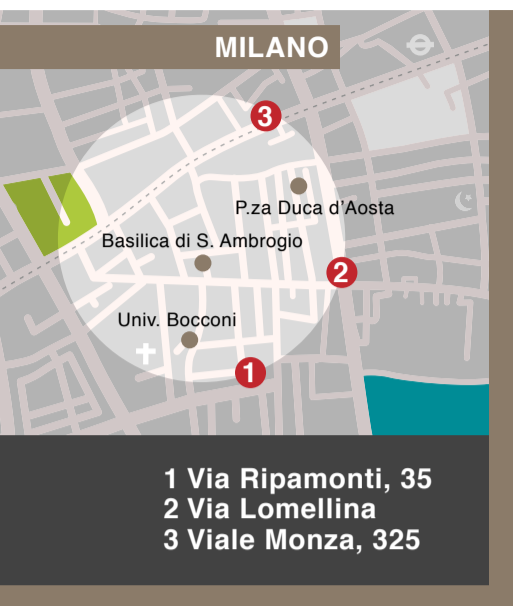 MILANO
3
P.za Duca d'Aosta
Basilica di S. Ambrogio
2
Univ. Bocconi
1
1 Via Ripamonti, 35
2 Via Lomellina
3 Viale Monza, 325